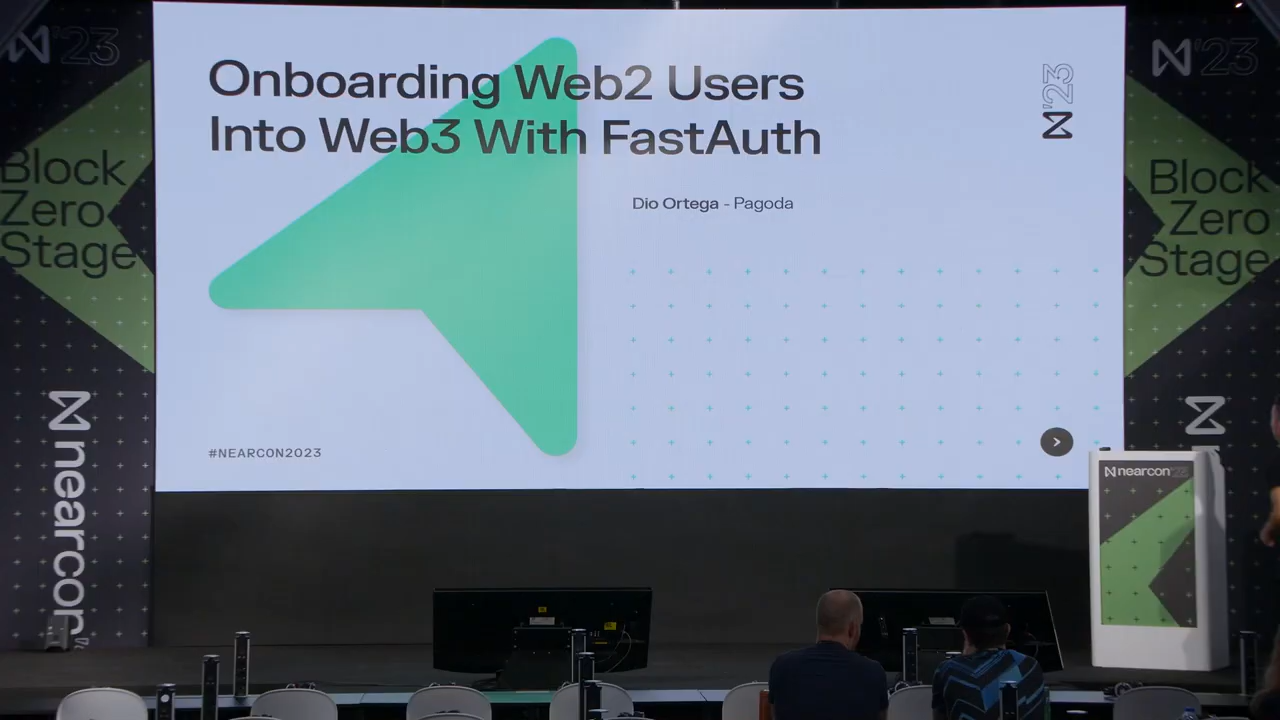 Onboarding Web2 Users
Into Web3 With FastAuth
Dio Ortega - Pagoda
#NEARCON2023
'23
'23
Block
Zero
Stage
nearcon
'23
Block
Zero
Stage
nearcon'23